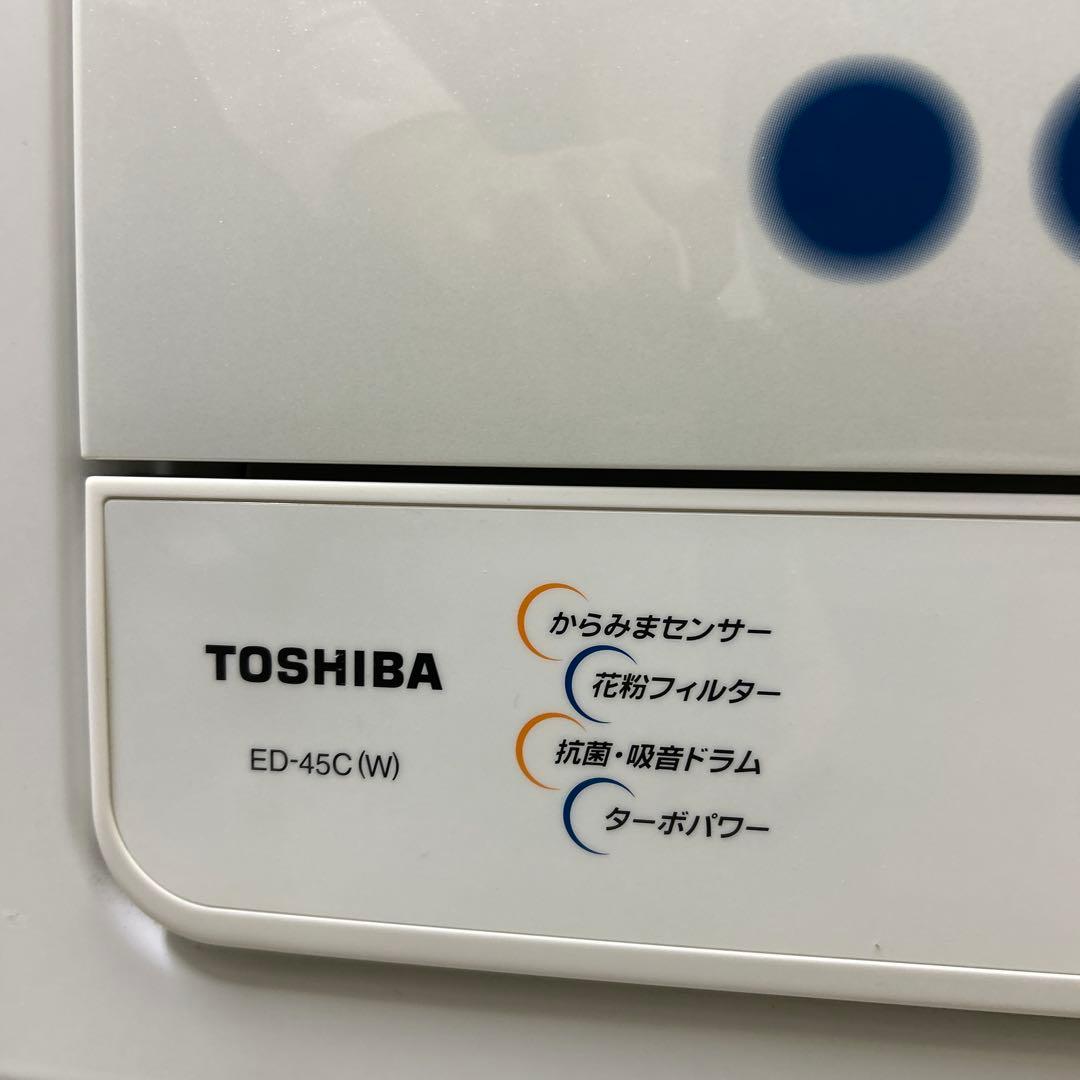 TOSHIBA
ED-45C(W)
からみまセンサー
花粉フィルター
抗菌・吸音ドラム
ターボパワー